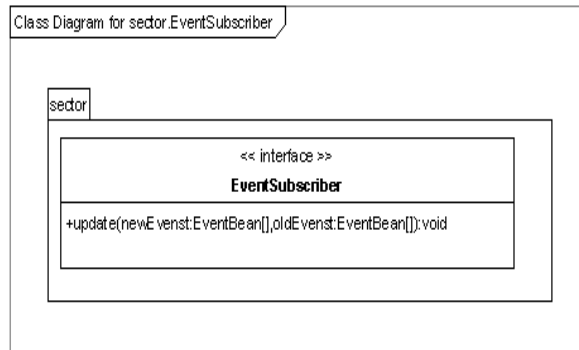 Class Diagram for sector.EventSubscriber
sector
<< interface >>
EventSubscriber
+update(newEvenst:EventBean[],oldEvenst:EventBean[]):void